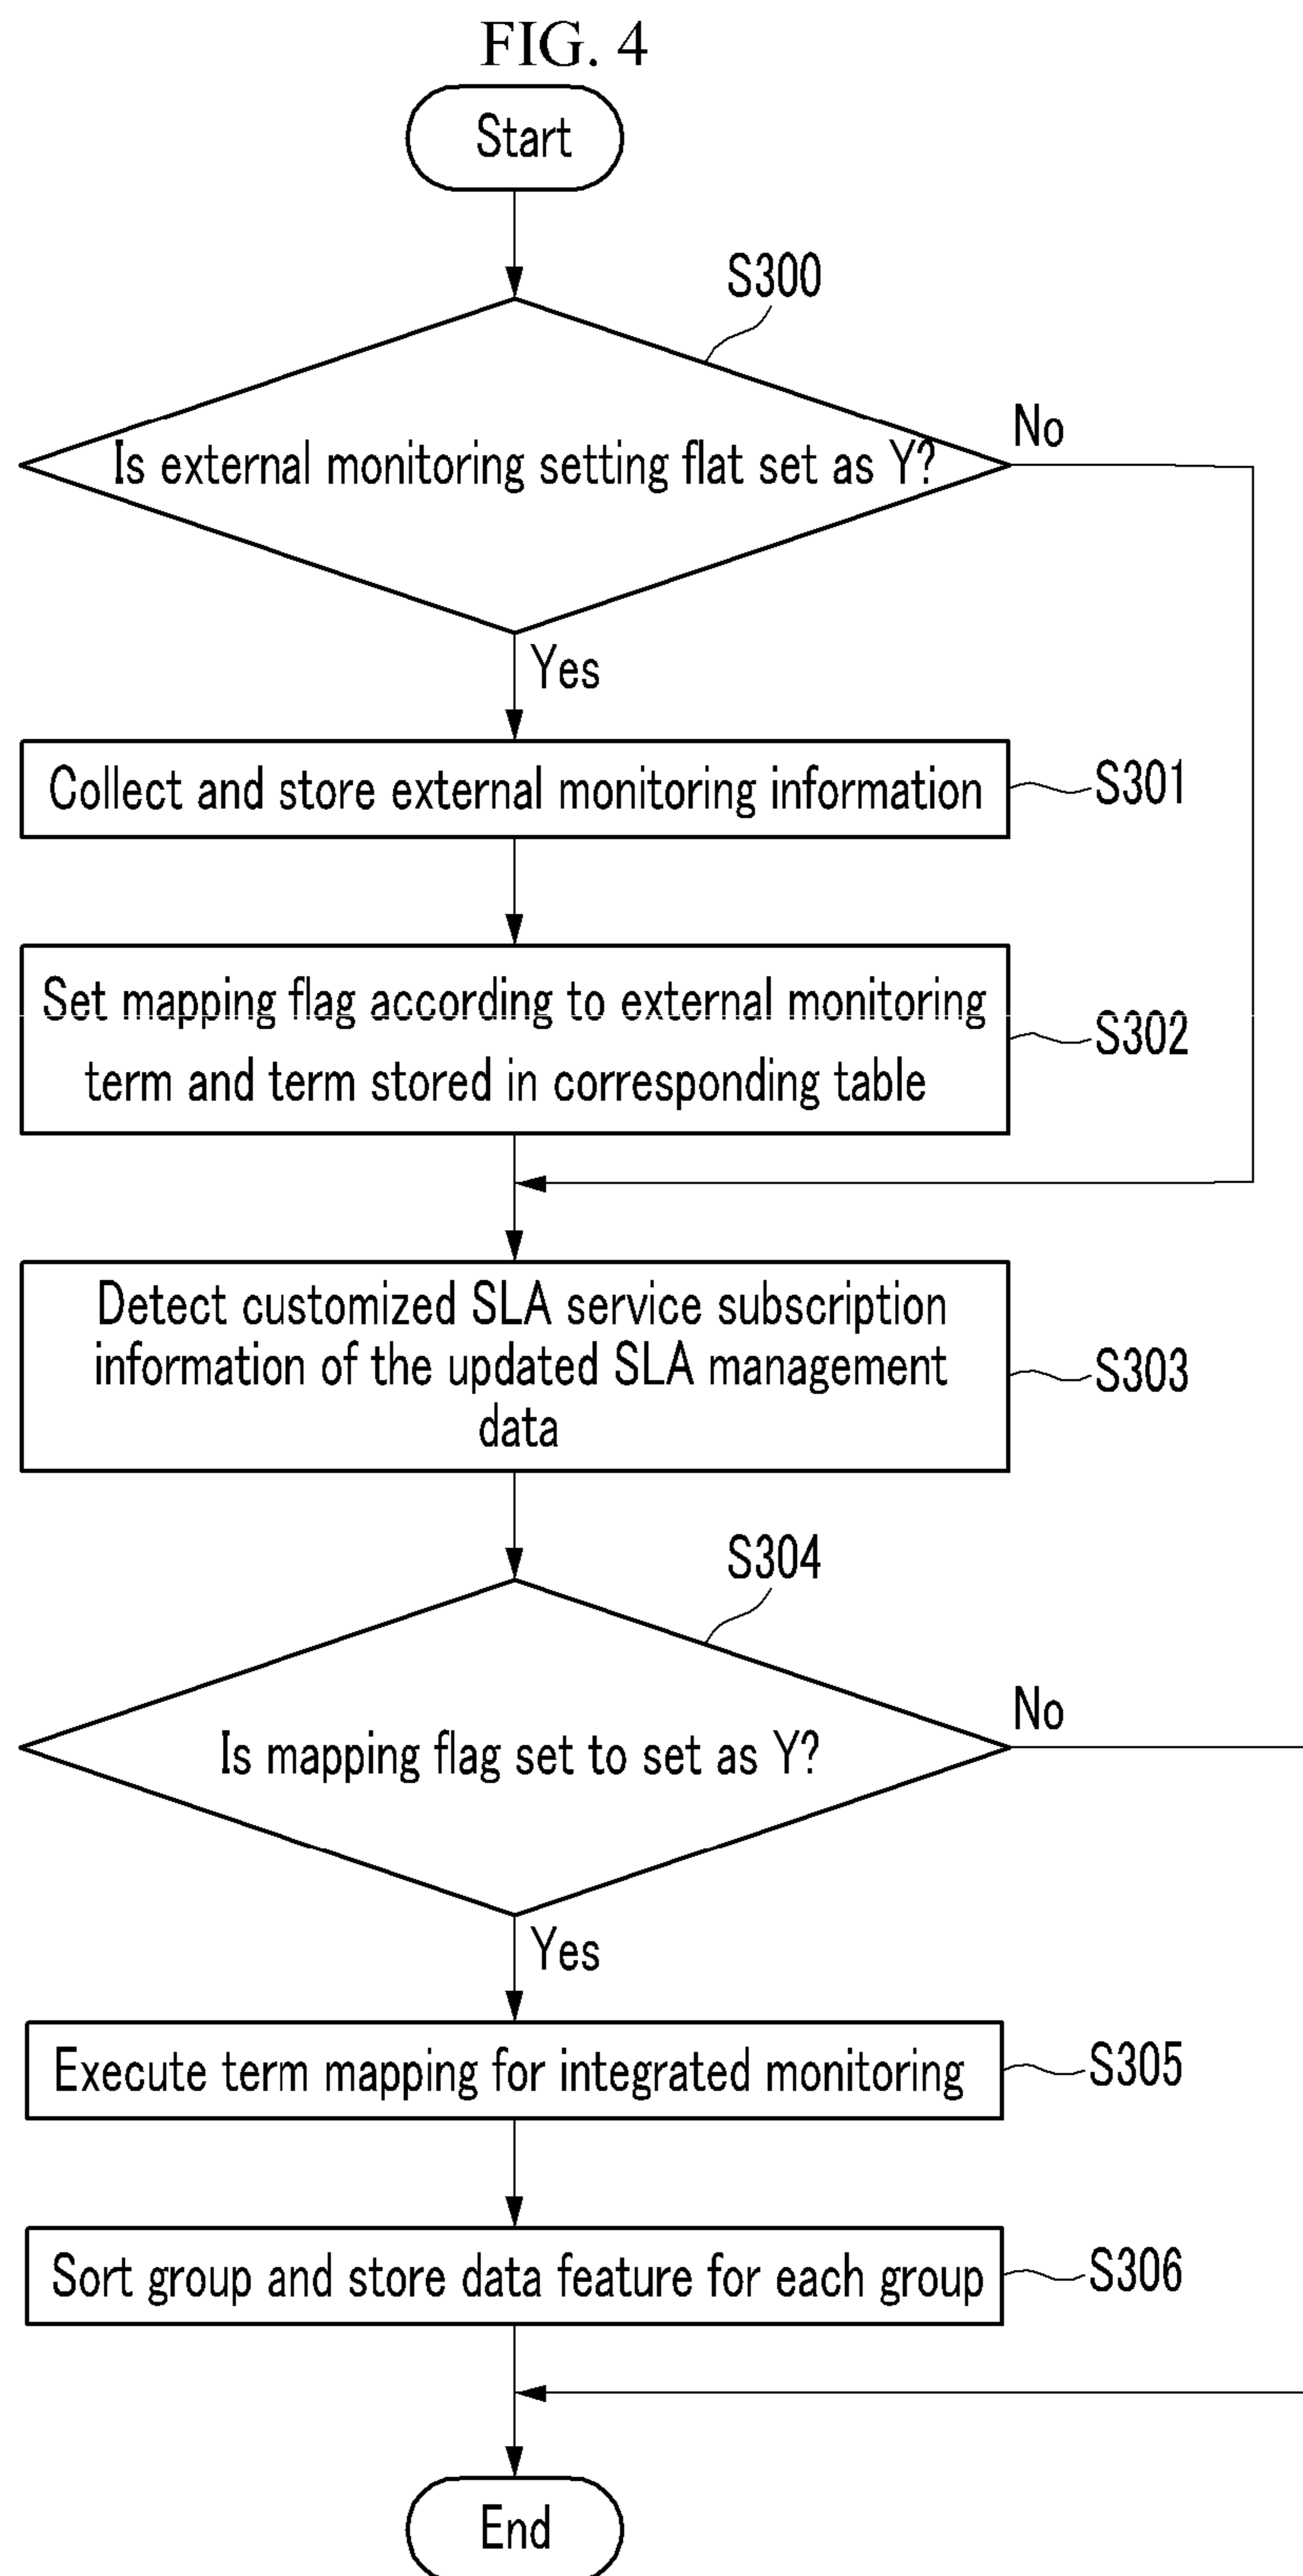 FIG. 4
Start
S300
Is external monitoring setting flat set as Y?
No
Yes
Collect and store external monitoring information
S301
Set mapping flag according to external monitoring
term and term stored in corresponding table
S302
Detect customized SLA service subscription
information of the updated SLA management
data
S303
S304
Is mapping flag set to set as Y?
No
Yes
Execute term mapping for integrated monitoring
S305
Sort group and store data feature for each group
S306
End